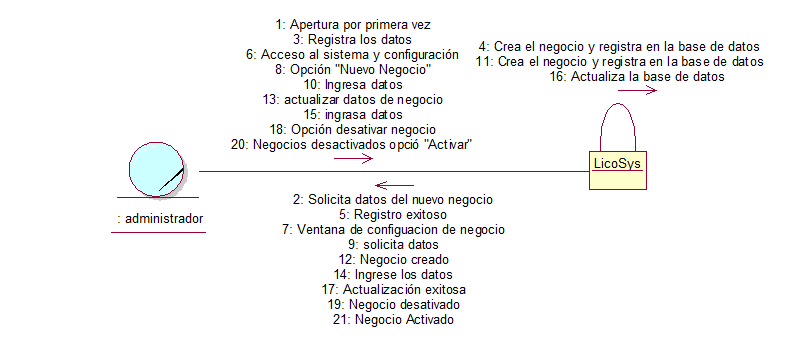 1: Apertura por primera vez
3: Registra los datos
6: Acceso al sistema y configuración
8: Opción "Nuevo Negocio"
10: Ingresa datos
13: actualizar datos de negocio
15: ingrasa datos
18: Opción desativar negocio
20: Negocios desactivados opció "Activar"
4: Crea el negocio y registra en la base de datos
11: Crea el negocio y registra en la base de datos
16: Actualiza la base de datos
LicoSys
: administrador
2: Solicita datos del nuevo negocio
5: Registro exitoso
7: Ventana de configuacion de negocio
9: solicita datos
12: Negocio creado
14: Ingrese los datos
17: Actualización exitosa
19: Negocio desativado
21: Negocio Activado